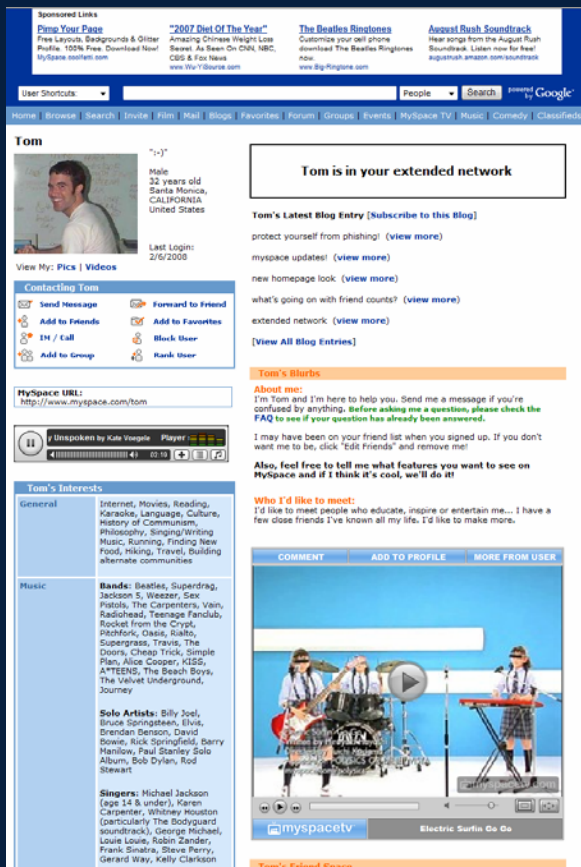 Sponsored Links
Pimp Your Page
Free Layouts, Backgrounds & Glitter
Profile. 100% Free. Download Now!
MySpace.coolfetti.com
"2007 Diet Of The Year"
Amazing Chinese Weight Loss
Secret. As Seen On CNN, NBC,
CBS & Fox News
www.Wu-YiSource.com
The Beatles Ringtones
Customize your cell phone
download The Beatles Ringtones
now.
www.Big-Ringtone.com
August Rush Soundtrack
Hear songs from the August Rush
Soundtrack. Listen now for free!
augustrush.amazon.com/soundtrack
User Shortcuts:
People
Search
powered by Google
Home | Browse | Search | Invite | Film | Mail | Blogs | Favorites | Forum | Groups | Events | MySpace TV | Music | Comedy | Classifieds
Tom
":-)"
Male
32 years old
Santa Monica,
CALIFORNIA
United States
Last Login:
2/6/2008
View My: Pics | Videos
Contacting Tom
Send Message
Forward to Friend
Add to Friends
Add to Favorites
IM / Call
Block User
Add to Group
Rank User
MySpace URL:
http://www.myspace.com/tom
y Unspoken by Kate Voegele
Player
02:19
Tom's Interests
General
Internet, Movies, Reading,
Karaoke, Language, Culture,
History of Communism,
Philosophy, Singing/Writing
Music, Running, Finding New
Food, Hiking, Travel, Building
alternate communities
Music
Bands: Beatles, Superdrag,
Jackson 5, Weezer, Sex
Pistols, The Carpenters, Vain,
Radiohead, Teenage Fanclub,
Rocket from the Crypt,
Pitchfork, Oasis, Rialto,
Supergrass, Travis, The
Doors, Cheap Trick, Simple
Plan, Alice Cooper, KISS,
A*TEENS, The Beach Boys,
The Velvet Underground,
Journey
Solo Artists: Billy Joel,
Bruce Springsteen, Elvis,
Brendan Benson, David
Bowie, Rick Springfield, Barry
Manilow, Paul Stanley Solo
Album, Bob Dylan, Rod
Stewart
Singers: Michael Jackson
(age 14 & under), Karen
Carpenter, Whitney Houston
(particularly The Bodyguard
soundtrack), George Michael,
Louie Louie, Robin Zander,
Frank Sinatra, Steve Perry,
Gerard Way, Kelly Clarkson
Tom is in your extended network
Tom's Latest Blog Entry [Subscribe to this Blog]
protect yourself from phishing! (view more)
myspace updates! (view more)
new homepage look (view more)
what's going on with friend counts? (view more)
extended network (view more)
[View All Blog Entries]
Tom's Blurbs
About me:
I'm Tom and I'm here to help you. Send me a message if you're
confused by anything. Before asking me a question, please check the
FAQ to see if your question has already been answered.
I may have been on your friend list when you signed up. If you don't
want me to be, click "Edit Friends" and remove me!
Also, feel free to tell me what features you want to see on
MySpace and if I think it's cool, we'll do it!
Who I'd like to meet:
I'd like to meet people who educate, inspire or entertain me... I have a
few close friends I've known all my life. I'd like to make more.
COMMENT
ADD TO PROFILE
MORE FROM USER
myspacetv.com
myspacetv
Electric Surfin Go Go
Tom's Friend Space